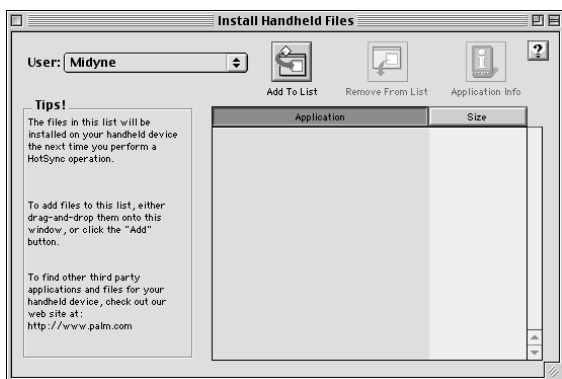 Install Handheld Files
User: Midyne
?
Add To List
Remove From List
Application Info
Tips!
The files in this list will be
installed on your handheld device
the next time you perform a
HotSync operation.
To add files to this list, either
drag-and-drop them onto this
window, or click the "Add"
button.
To find other third party
applications and files for your
handheld device, check out our
web site at:
http://www.palm.com
Application
Size